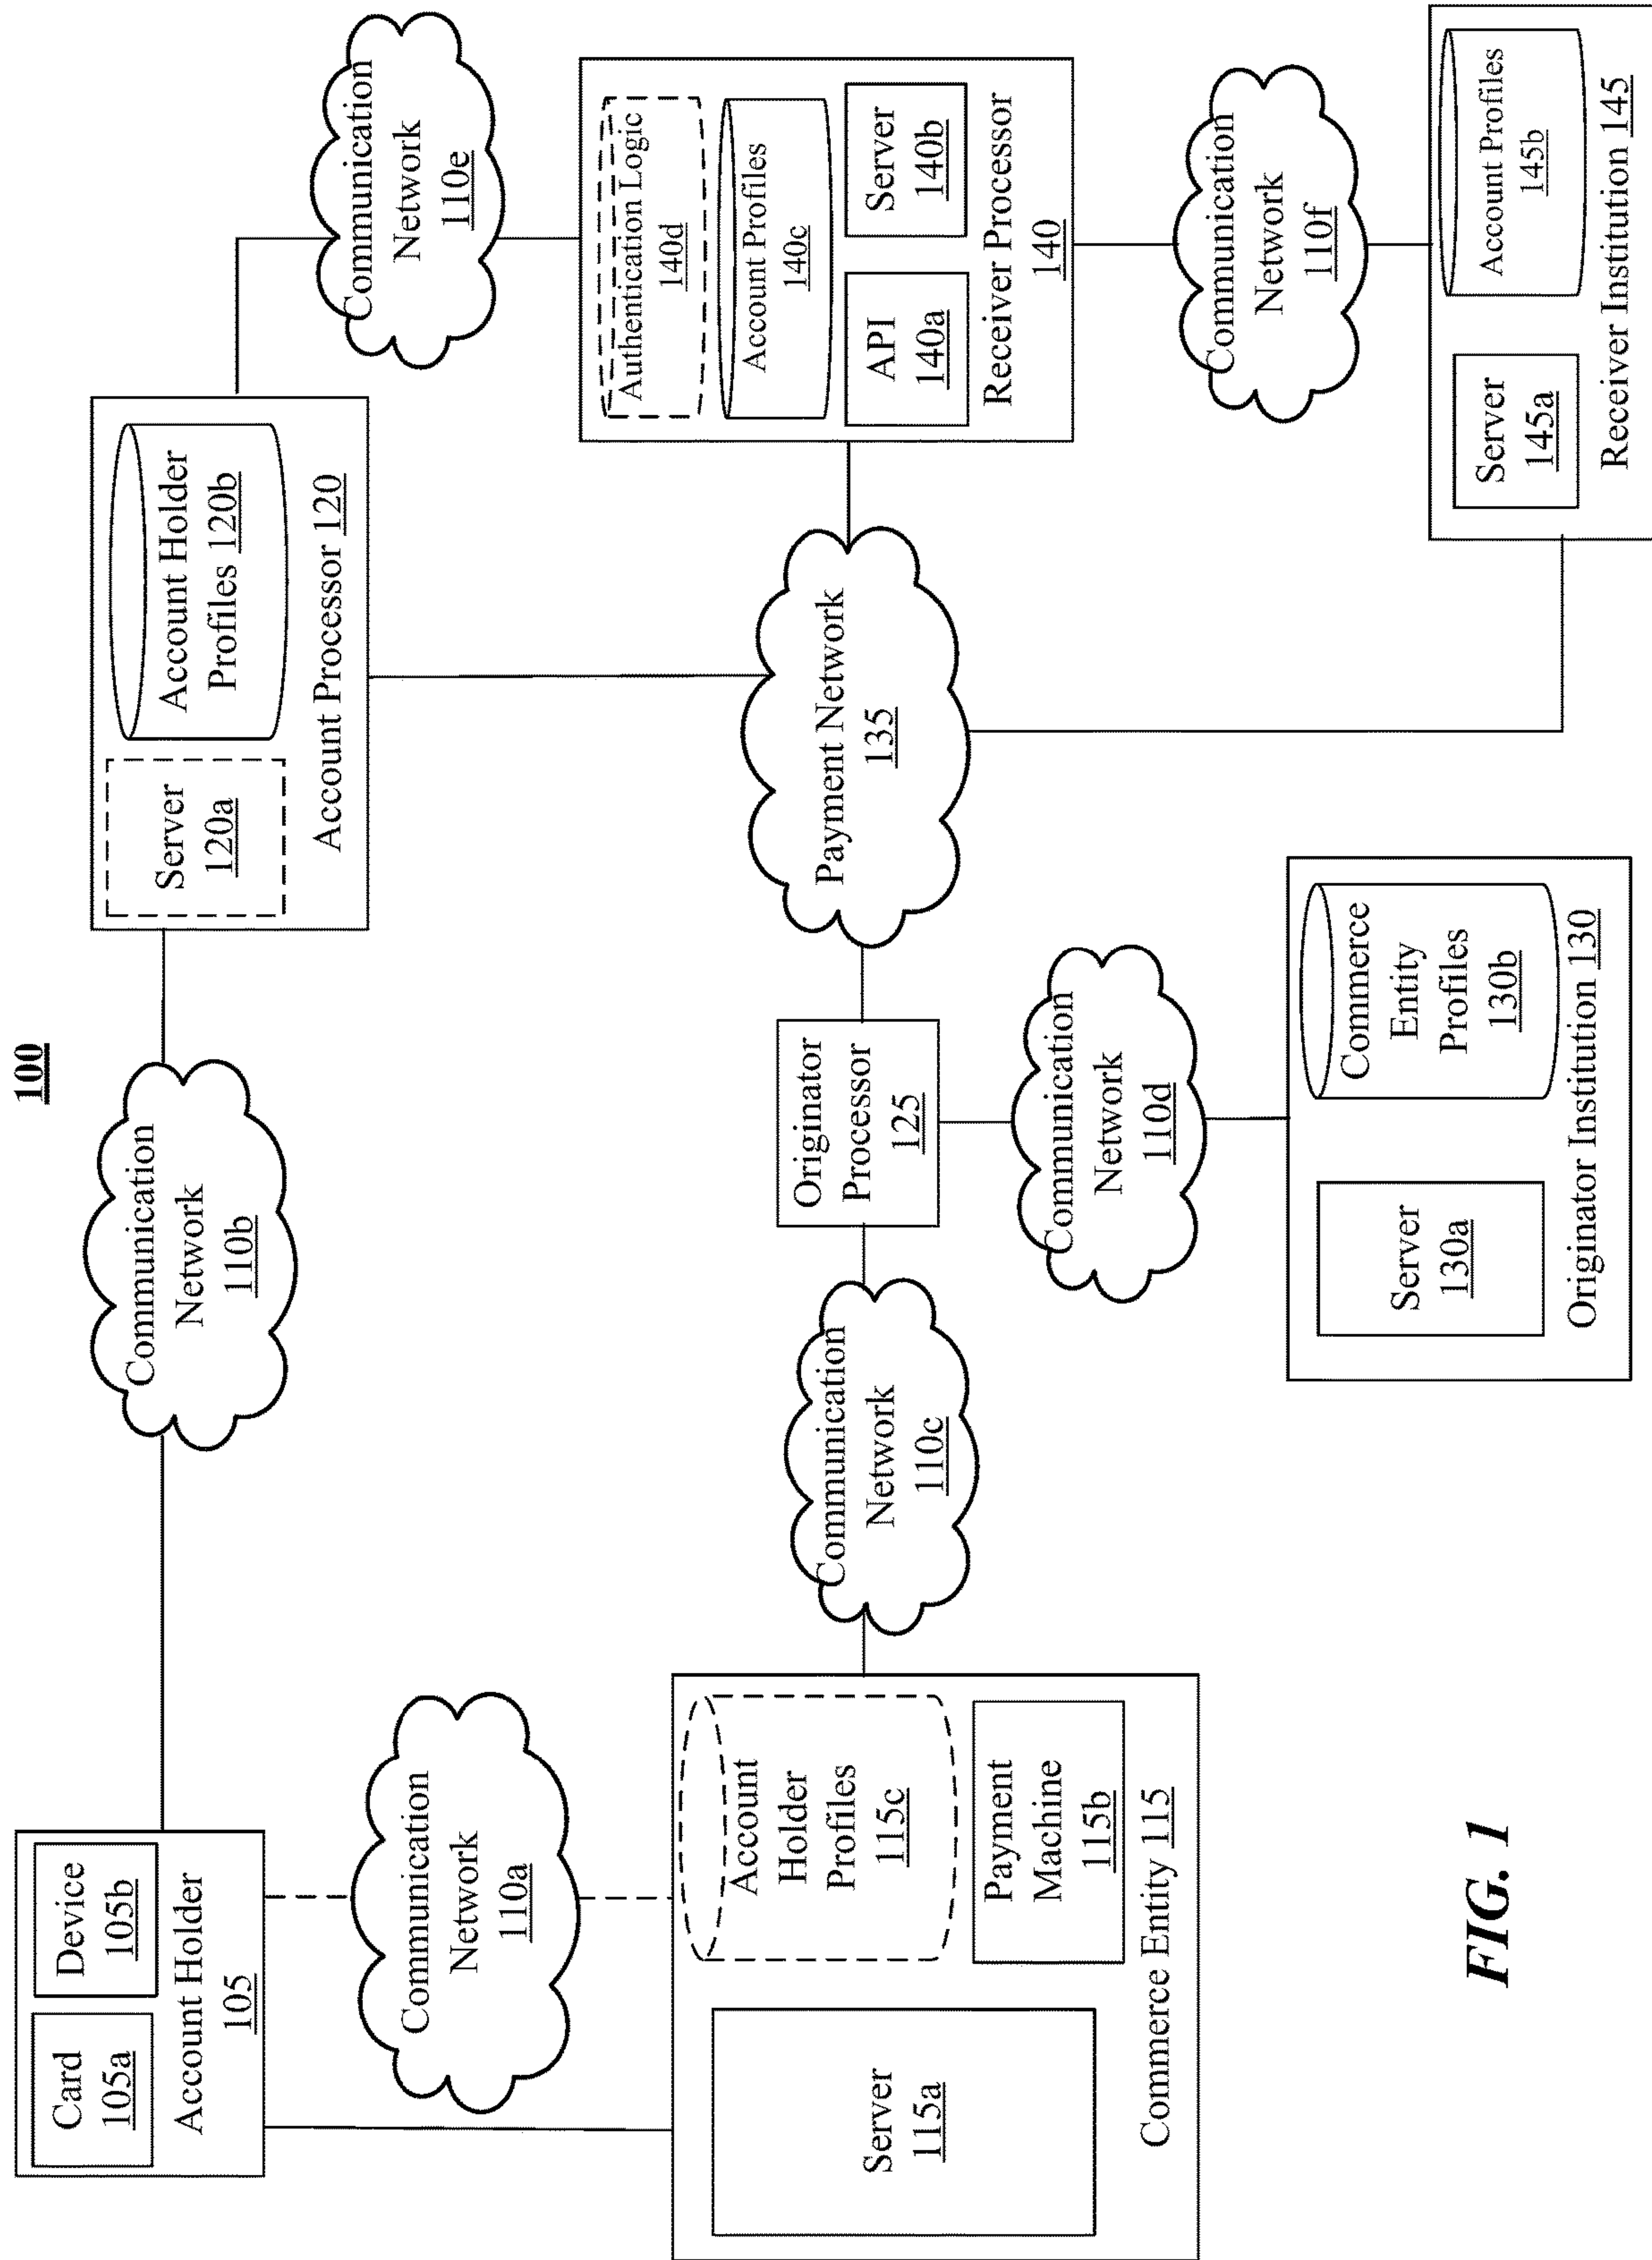 100
Card
105a
Device
105b
Account Holder
105
Communication
Network
110b
Server
120a
Account Holder
Profiles 120b
Account Processor 120
Communication
Network
110e
Communication
Network
110a
Authentication Logic
140d
Account Profiles
140c
API
140a
Server
140b
Receiver Processor
140
Server
115a
Account
Holder
Profiles
115c
Payment
Machine
115b
Commerce Entity 115
Communication
Network
110c
Originator
Processor
125
Payment Network
135
Communication
Network
110d
Communication
Network
110f
Server
130a
Commerce
Entity
Profiles
130b
Originator Institution 130
Server
145a
Account Profiles
145b
Receiver Institution 145
FIG. 1